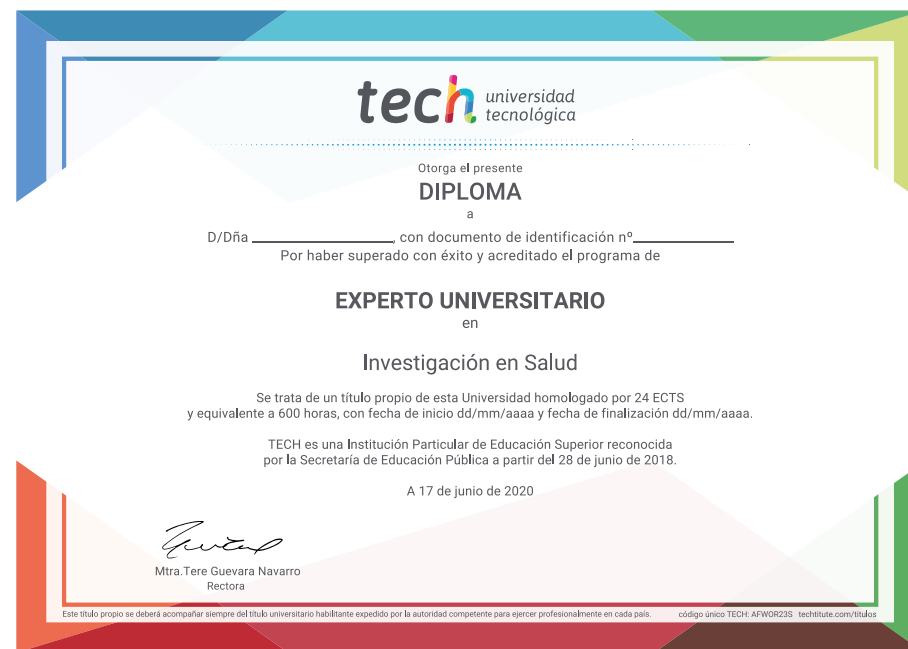 tech universidad
tecnológica
Otorga el presente
DIPLOMA
a
D/Dña ____________________, con documento de identificación nº______________
Por haber superado con éxito y acreditado el programa de
EXPERTO UNIVERSITARIO
en
Investigación en Salud
Se trata de un título propio de esta Universidad homologado por 24 ECTS
y equivalente a 600 horas, con fecha de inicio dd/mm/aaaa y fecha de finalización dd/mm/aaaa.
TECH es una Institución Particular de Educación Superior reconocida
por la Secretaría de Educación Pública a partir del 28 de junio de 2018.
A 17 de junio de 2020
Mtra.Tere Guevara Navarro
Rectora
Este título propio se deberá acompañar siempre del título universitario habilitante expedido por la autoridad competente para ejercer profesionalmente en cada país. código único TECH: AFWOR23S techtitute.com/titulos